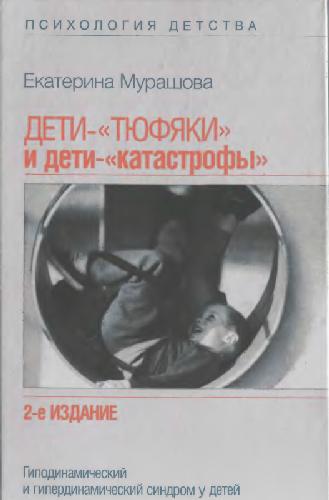 ПСИХОЛОГИЯ ДЕТСТВА
Екатерина Мурашова
ДЕТИ-«ТЮФЯКИ»
и дети-«катастрофы»
2-е ИЗДАНИЕ
Гиподинамический
и гипердинамический синдром у детей